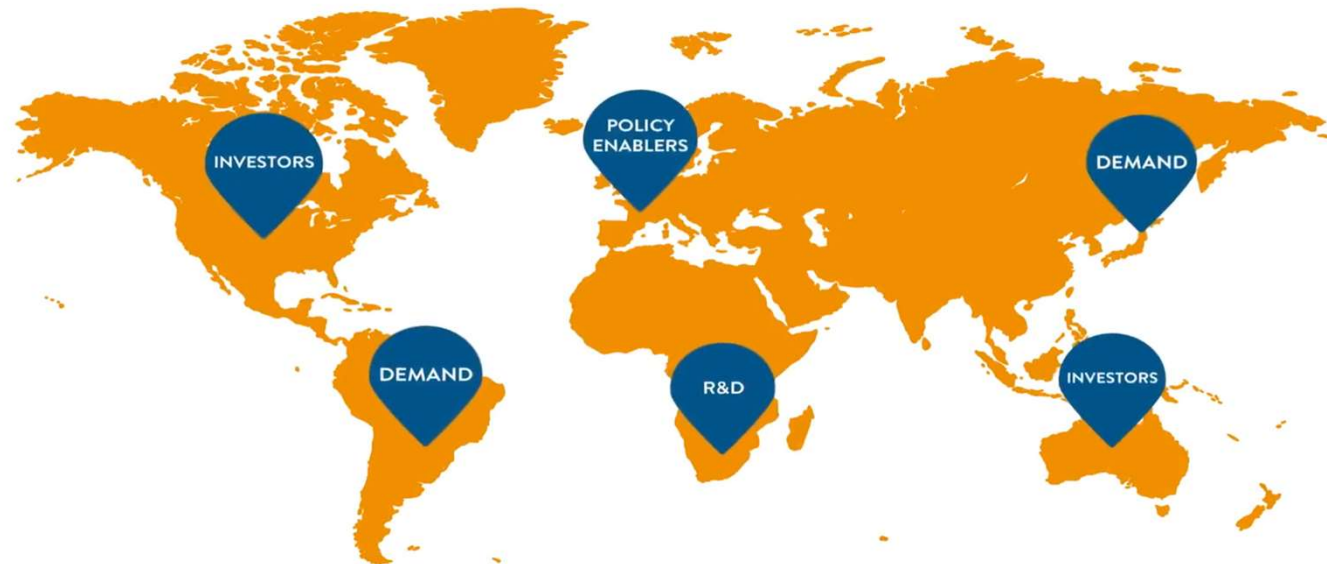 INVESTORS
POLICY
ENABLERS
DEMAND
DEMAND
R&D
INVESTORS